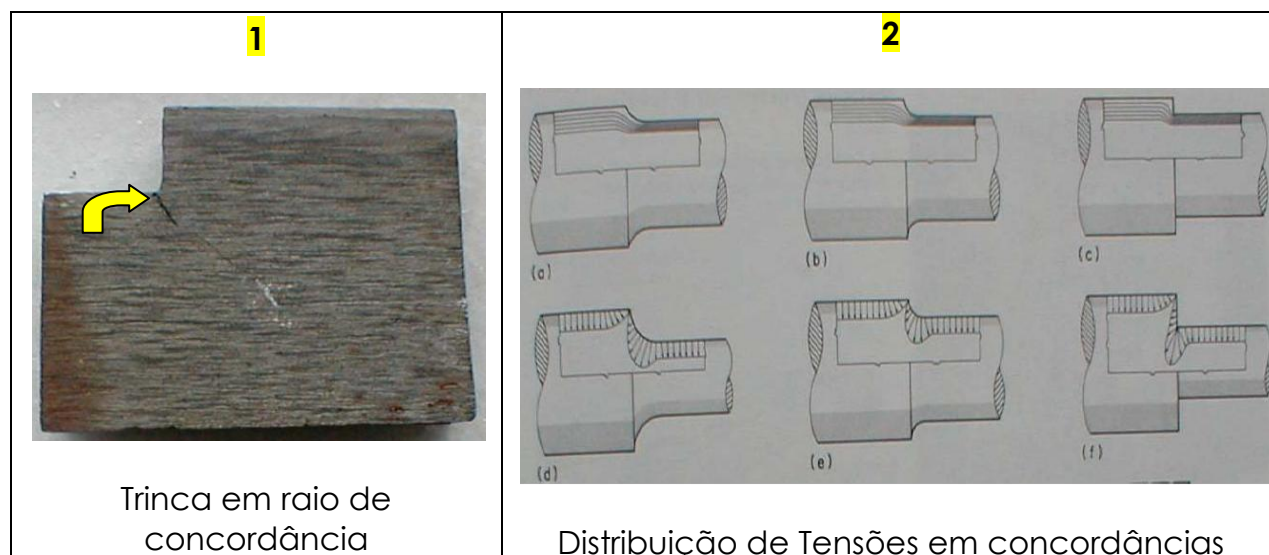 1
2
(a)
(b)
(c)
(d)
(e)
(f)
Trinca em raio de
concordância
Distribuição de Tensões em concordâncias